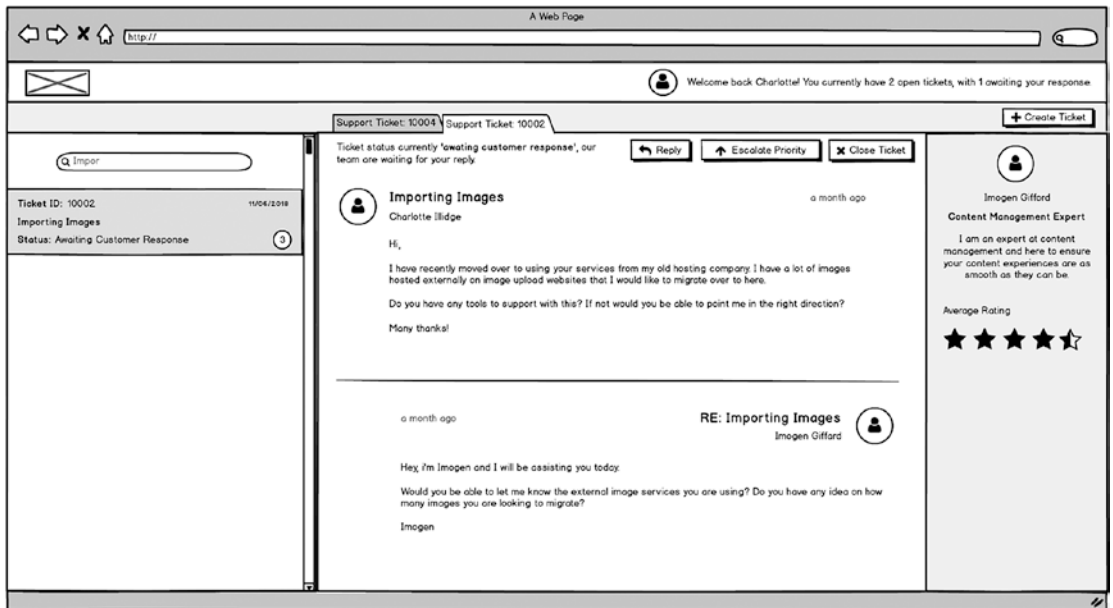 A Web Page
http://
Welcome back Charlotte! You currently have 2 open tickets, with 1 awaiting your response.
Support Ticket: 10004
Support Ticket: 10002
Create Ticket
Impor
Ticket ID: 10002
11/06/2018
Importing Images
Status: Awaiting Customer Response
3
Ticket status currently 'awating customer response', our
team are waiting for your reply.
Reply
Escalate Priority
Close Ticket
Importing Images
a month ago
Charlotte Illidge
Hi,
I have recently moved over to using your services from my old hosting company. I have a lot of images
hosted externally on image upload websites that I would like to migrate over to here.
Do you have any tools to support with this? If not would you be able to point me in the right direction?
Many thanks!
a month ago
RE: Importing Images
Imogen Giffard
Hey, i'm Imogen and I will be assisting you today.
Would you be able to let me know the external image services you are using? Do you have any idea on how
many images you are looking to migrate?
Imogen
Imogen Gifford
Content Management Expert
I am an expert at content
management and here to ensure
your content experiences are as
smooth as they can be.
Average Rating